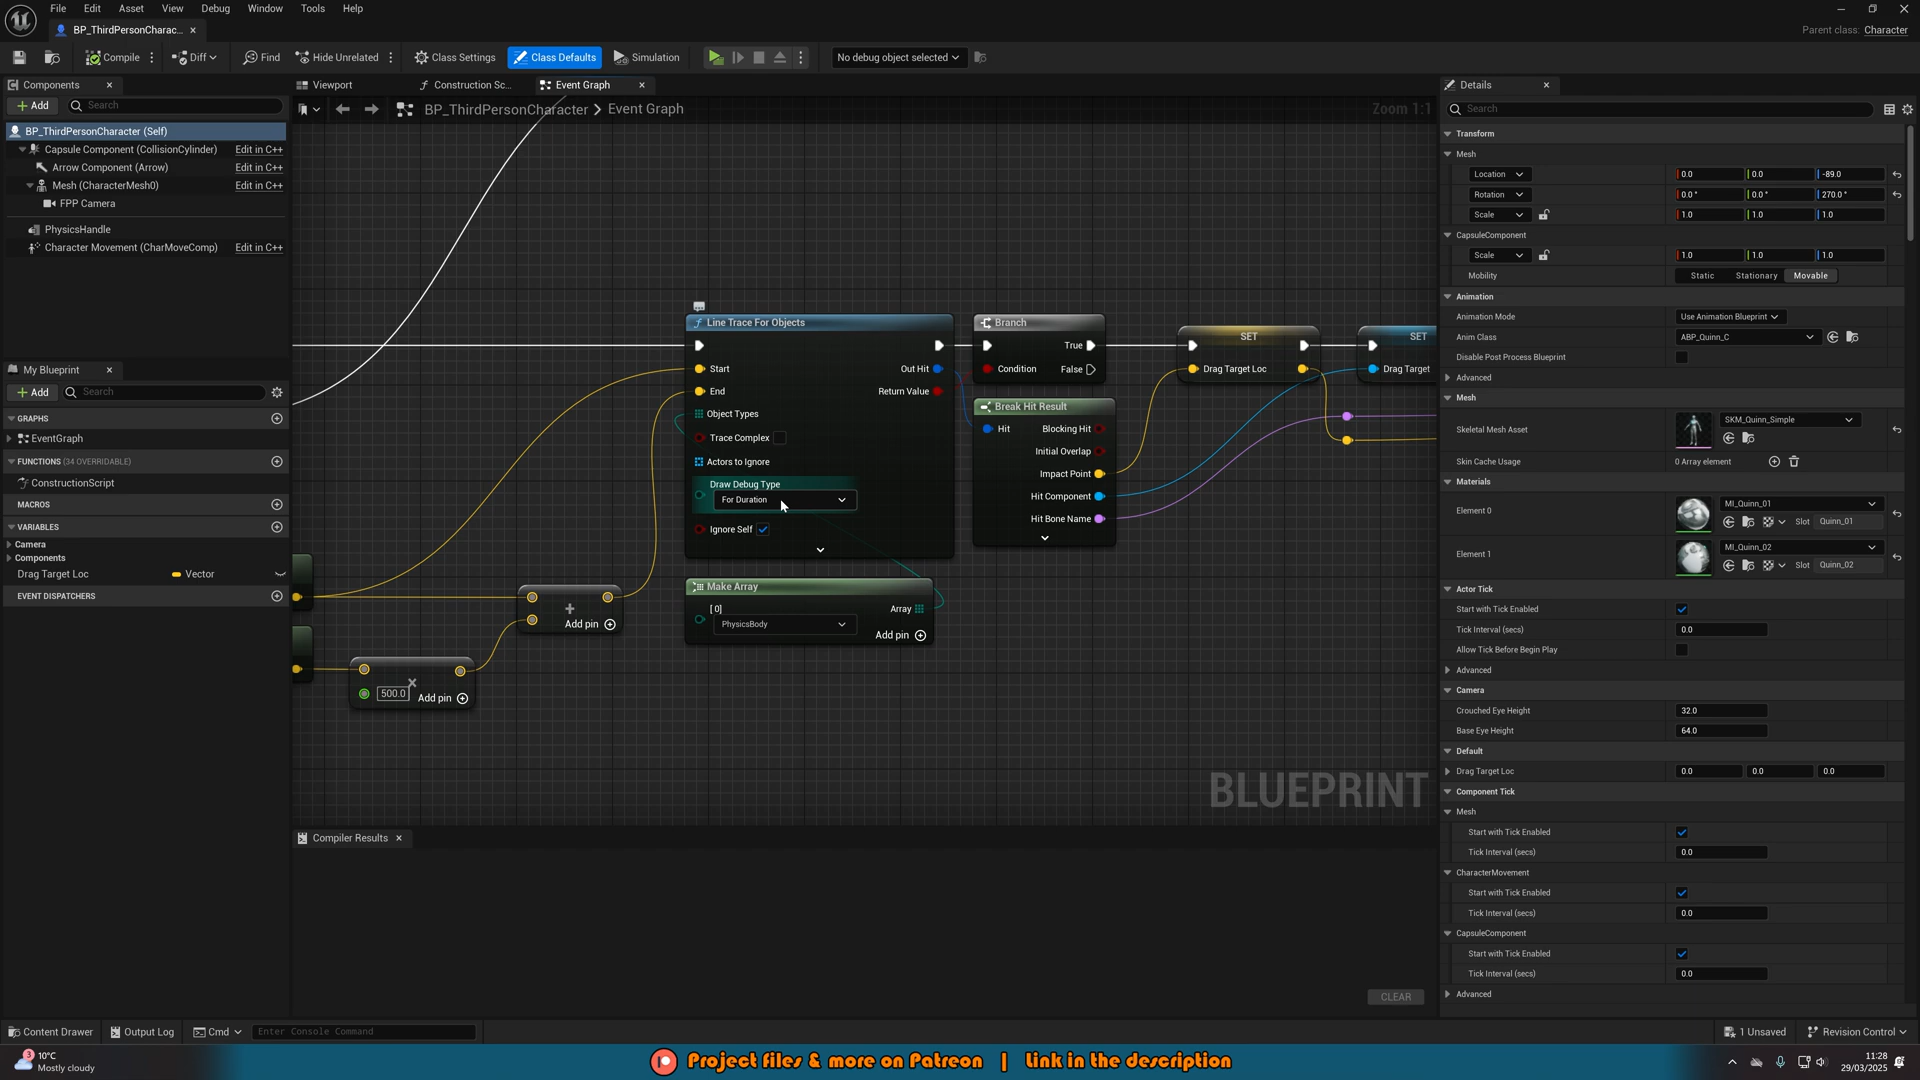 File Edit Asset View Debug Window Tools Help
BP_ThirdPersonCharac...
Parent class: Character
Compile Diff Find Hide Unrelated Class Settings Class Defaults Simulation No debug object selected
Components
Add Search
BP_ThirdPersonCharacter (Self)
Capsule Component (CollisionCylinder) Edit in C++
Arrow Component (Arrow) Edit in C++
Mesh (CharacterMesh0) Edit in C++
FPP Camera
PhysicsHandle
Character Movement (CharMoveComp) Edit in C++
My Blueprint
Add Search
GRAPHS
EventGraph
FUNCTIONS (34 OVERRIDABLE)
ConstructionScript
MACROS
VARIABLES
Camera
Components
Drag Target Loc Vector
EVENT DISPATCHERS
Viewport Construction Sc... Event Graph
BP_ThirdPersonCharacter > Event Graph Zoom 1:1
Line Trace For Objects
Start Out Hit
End Return Value
Object Types
Trace Complex
Actors to Ignore
Draw Debug Type
For Duration
Ignore Self
Branch
True
Condition False
Break Hit Result
Hit Blocking Hit
Initial Overlap
Impact Point
Hit Component
Hit Bone Name
SET
Drag Target Loc
SET
Drag Target
Make Array
[0] Array
PhysicsBody
Add pin
Add pin
500.0 Add pin
BLUEPRINT
Compiler Results
CLEAR
Details
Search
Transform
Mesh
Location 0.0 0.0 -89.0
Rotation 0.0 ° 0.0 ° 270.0 °
Scale 1.0 1.0 1.0
CapsuleComponent
Scale 1.0 1.0 1.0
Mobility Static Stationary Movable
Animation
Animation Mode Use Animation Blueprint
Anim Class ABP_Quinn_C
Disable Post Process Blueprint
Advanced
Mesh
Skeletal Mesh Asset SKM_Quinn_Simple
Skin Cache Usage 0 Array element
Materials
Element 0 MI_Quinn_01
Slot Quinn_01
Element 1 MI_Quinn_02
Slot Quinn_02
Actor Tick
Start with Tick Enabled
Tick Interval (secs) 0.0
Allow Tick Before Begin Play
Advanced
Camera
Crouched Eye Height 32.0
Base Eye Height 64.0
Default
Drag Target Loc 0.0 0.0 0.0
Component Tick
Mesh
Start with Tick Enabled
Tick Interval (secs) 0.0
CharacterMovement
Start with Tick Enabled
Tick Interval (secs) 0.0
CapsuleComponent
Start with Tick Enabled
Tick Interval (secs) 0.0
Advanced
Content Drawer Output Log Cmd Enter Console Command 1 Unsaved Revision Control
3 10°C
Mostly cloudy
Project files & more on Patreon | Link in the description
11:28
29/03/2025